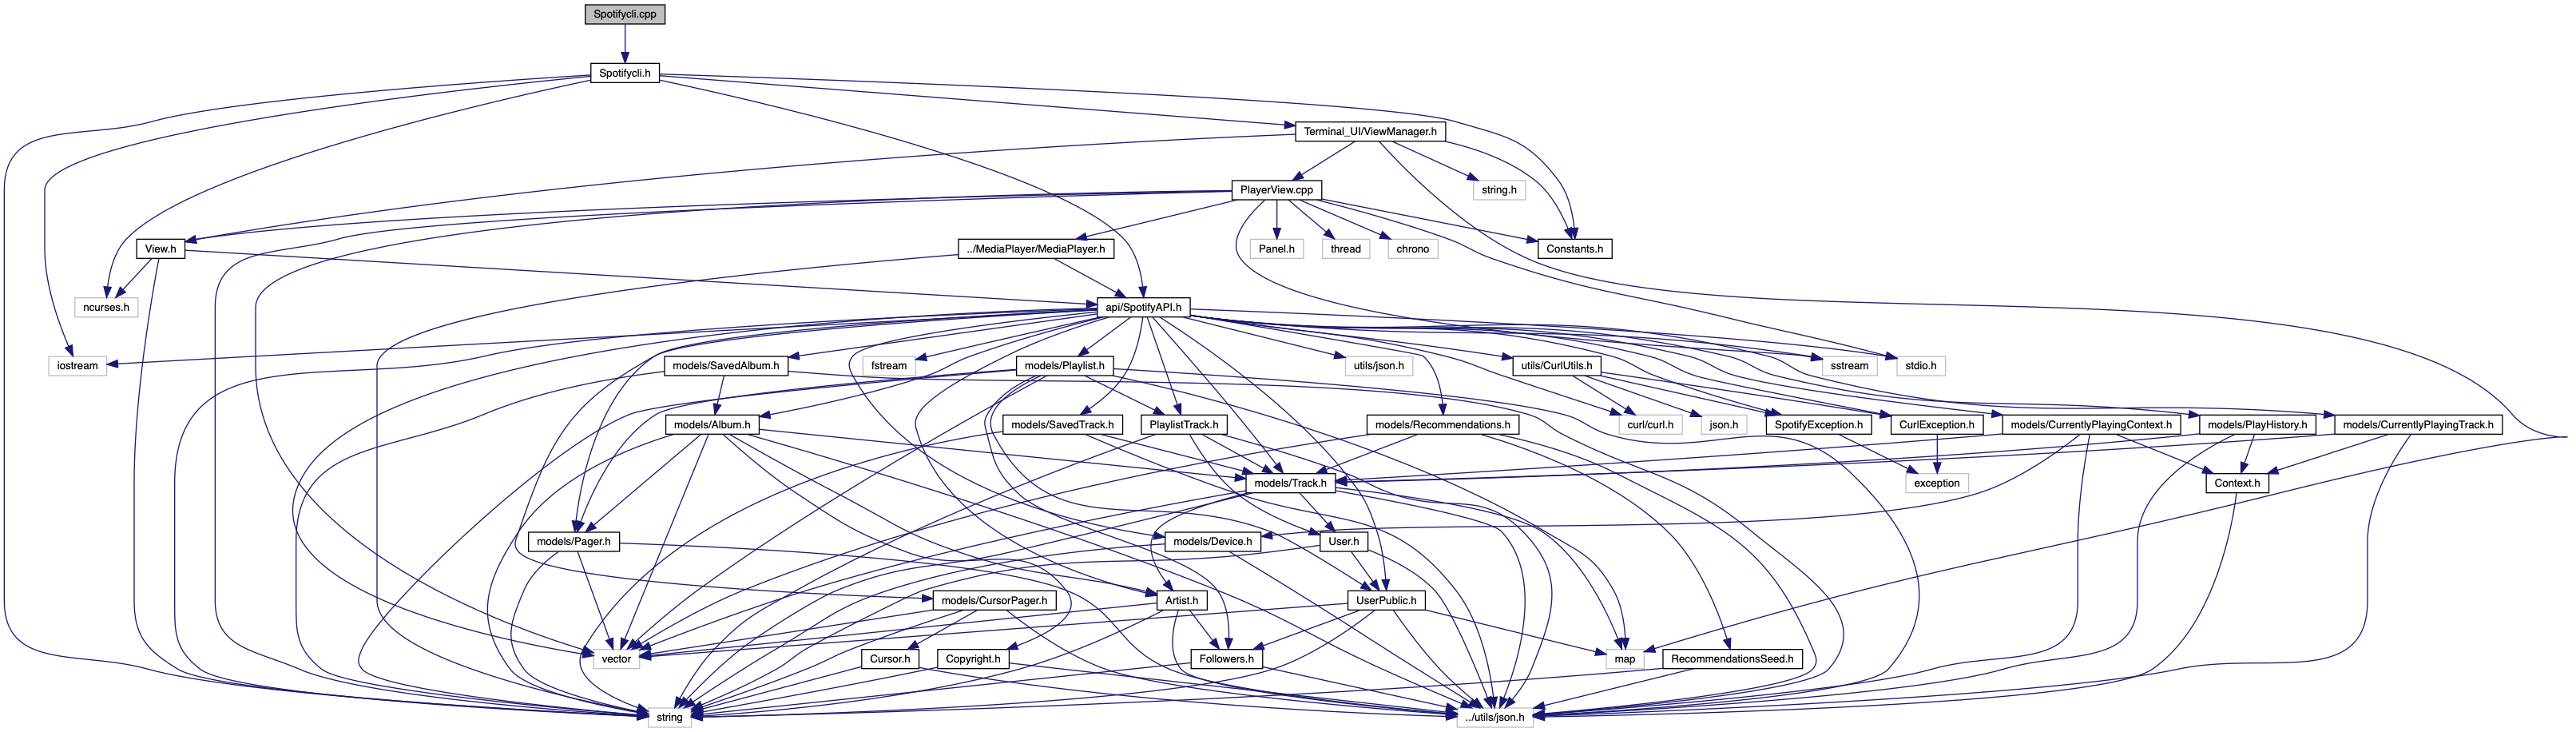 Spotifycli.cpp
Spotifycli.h
Terminal_UI/ViewManager.h
PlayerView.cpp
string.h
View.h
../MediaPlayer/MediaPlayer.h
Panel.h
thread
chrono
Constants.h
ncurses.h
api/SpotifyAPI.h
iostream
models/SavedAlbum.h
fstream
models/Playlist.h
utils/json.h
utils/CurlUtils.h
sstream
stdio.h
models/Album.h
models/SavedTrack.h
PlaylistTrack.h
models/Recommendations.h
curl/curl.h
json.h
SpotifyException.h
CurlException.h
models/CurrentlyPlayingContext.h
models/PlayHistory.h
models/CurrentlyPlayingTrack.h
models/Track.h
exception
Context.h
models/Pager.h
models/Device.h
User.h
models/CursorPager.h
Artist.h
UserPublic.h
vector
Cursor.h
Copyright.h
Followers.h
map
RecommendationsSeed.h
string
../utils/json.h